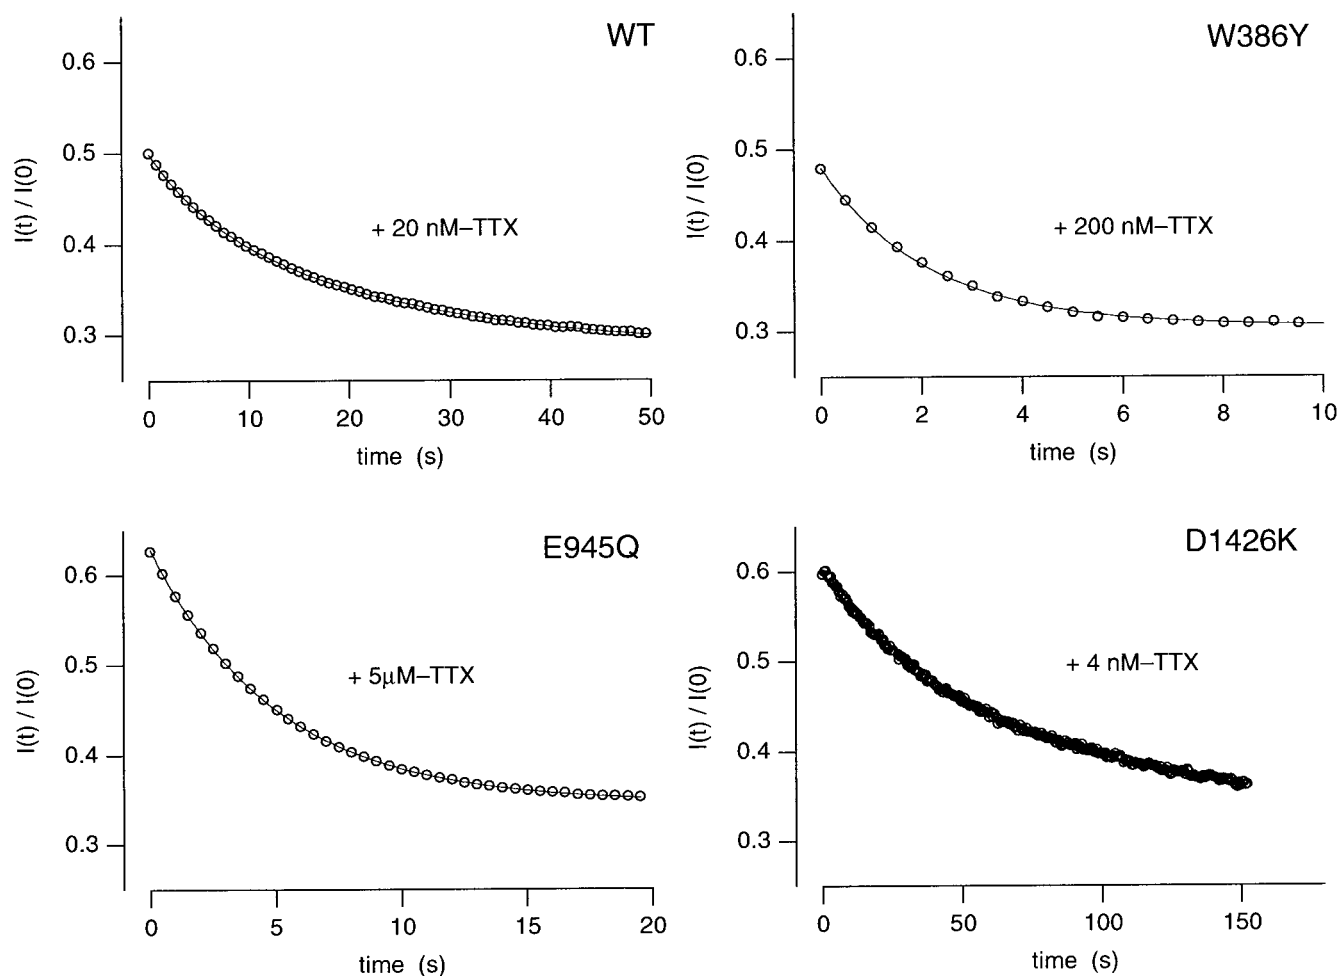 WT
I(t) / I(0)
0.6
0.5
0.4
0.3
+ 20 nM–TTX
0 10 20 30 40 50
time (s)
W386Y
I(t) / I(0)
0.6
0.5
0.4
0.3
+ 200 nM–TTX
0 2 4 6 8 10
time (s)
E945Q
I(t) / I(0)
0.6
0.5
0.4
0.3
+ 5μM–TTX
0 5 10 15 20
time (s)
D1426K
I(t) / I(0)
0.6
0.5
0.4
0.3
+ 4 nM–TTX
0 50 100 150
time (s)